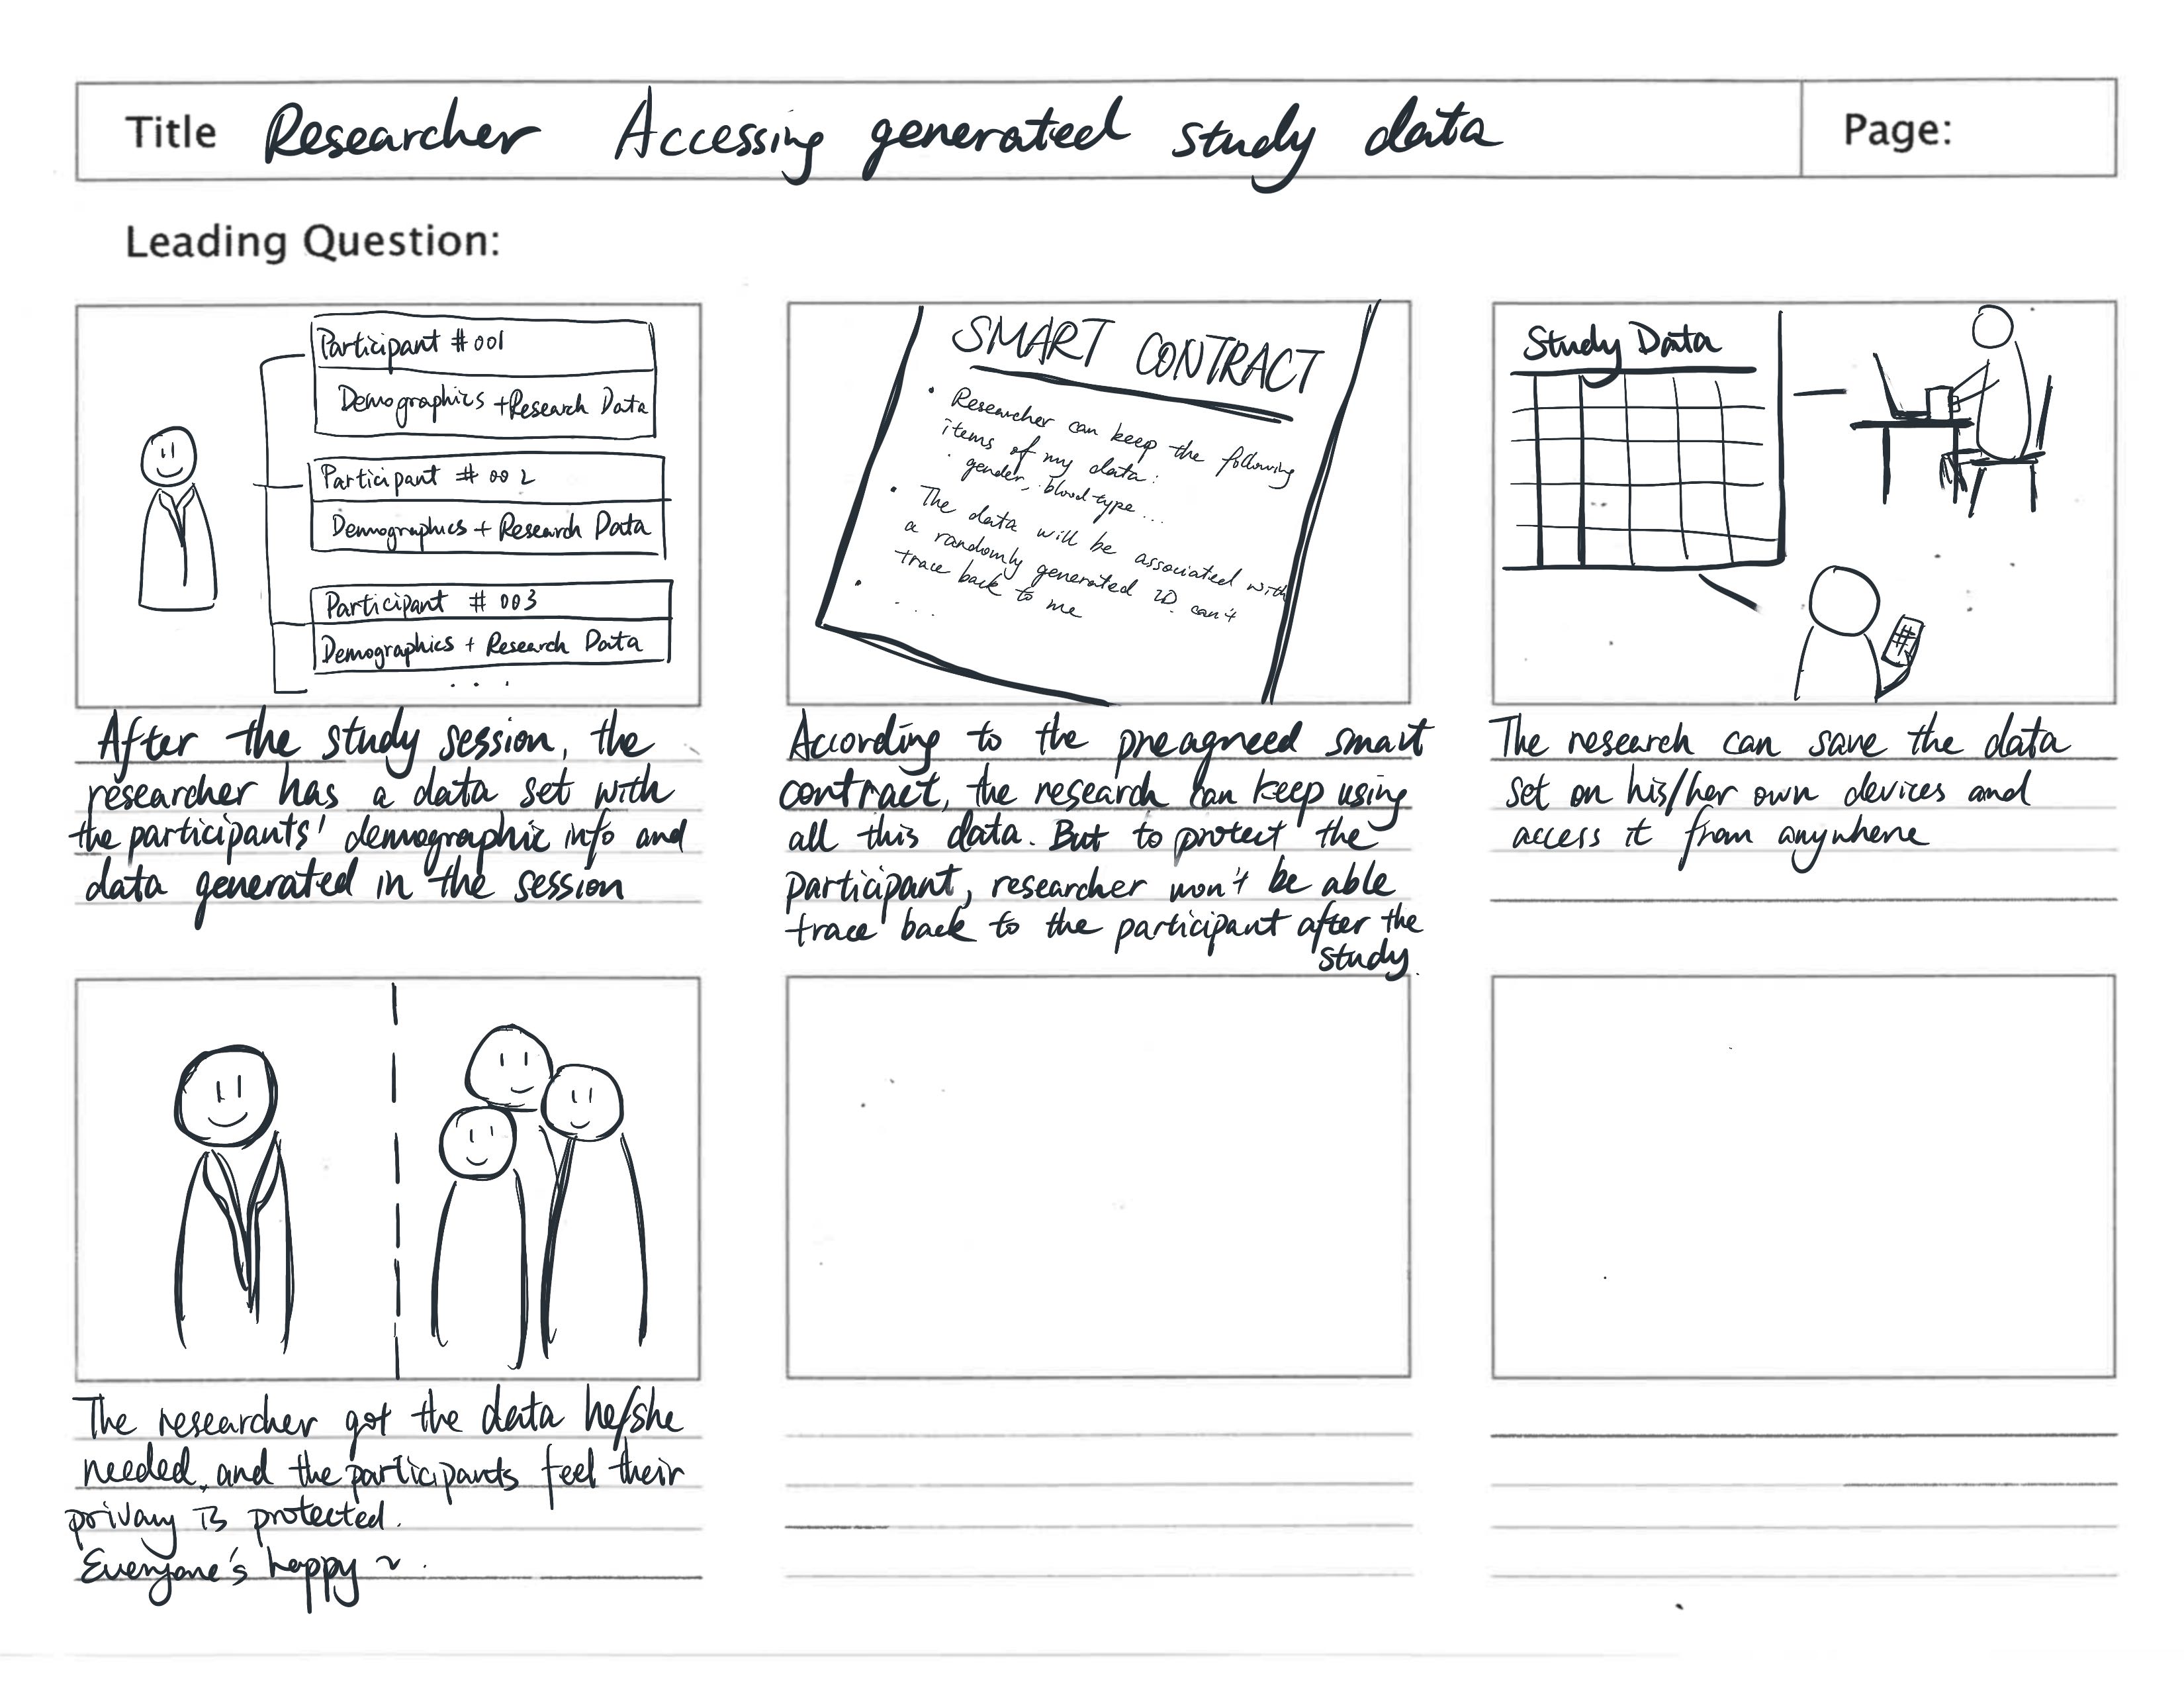 Title Researcher Accessing generated study data
Page:
Leading Question:
Participant #001
Demographics + Research Data
Participant # 002
Demographics + Research Data
Participant # 003
Demographics + Research Data
. . .
After the study session, the
researcher has a data set with
the participants' demographic info and
data generated in the session
SMART CONTRACT
• Researcher can keep the following
items of my data:
· gender, blood type...
• The data will be associated with
a randomly generated ID can't
trace back to me
• . . .
According to the preagreed smart
contract, the research can keep using
all this data. But to protect the
participant, researcher won't be able
trace back to the participant after the
study.
Study Data
The research can save the data
set on his/her own devices and
access it from anywhere
The researcher got the data he/she
needed, and the participants feel their
privacy is protected.
Everyone's happy ~.